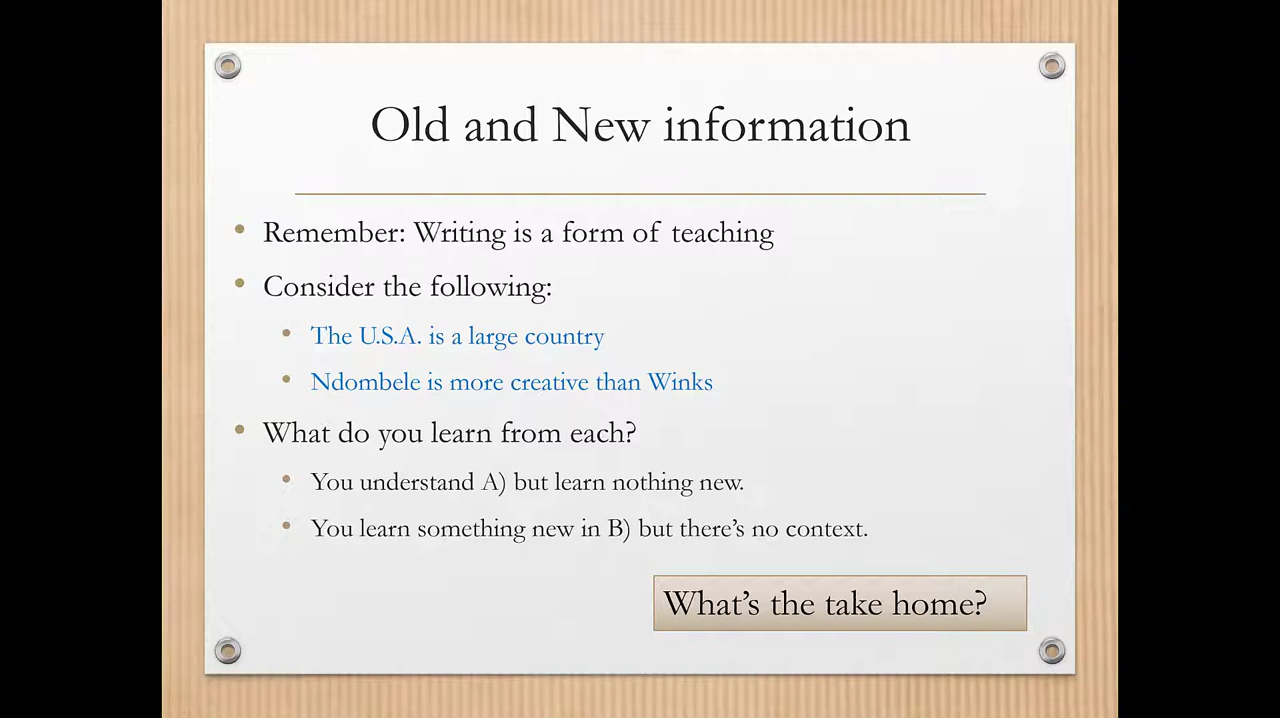 Old and New information
Remember: Writing is a form of teaching
Consider the following:
The U.S.A. is a large country
Ndombele is more creative than Winks
What do you learn from each?
You understand A) but learn nothing new.
You learn something new in B) but there's no context.
What's the take home?